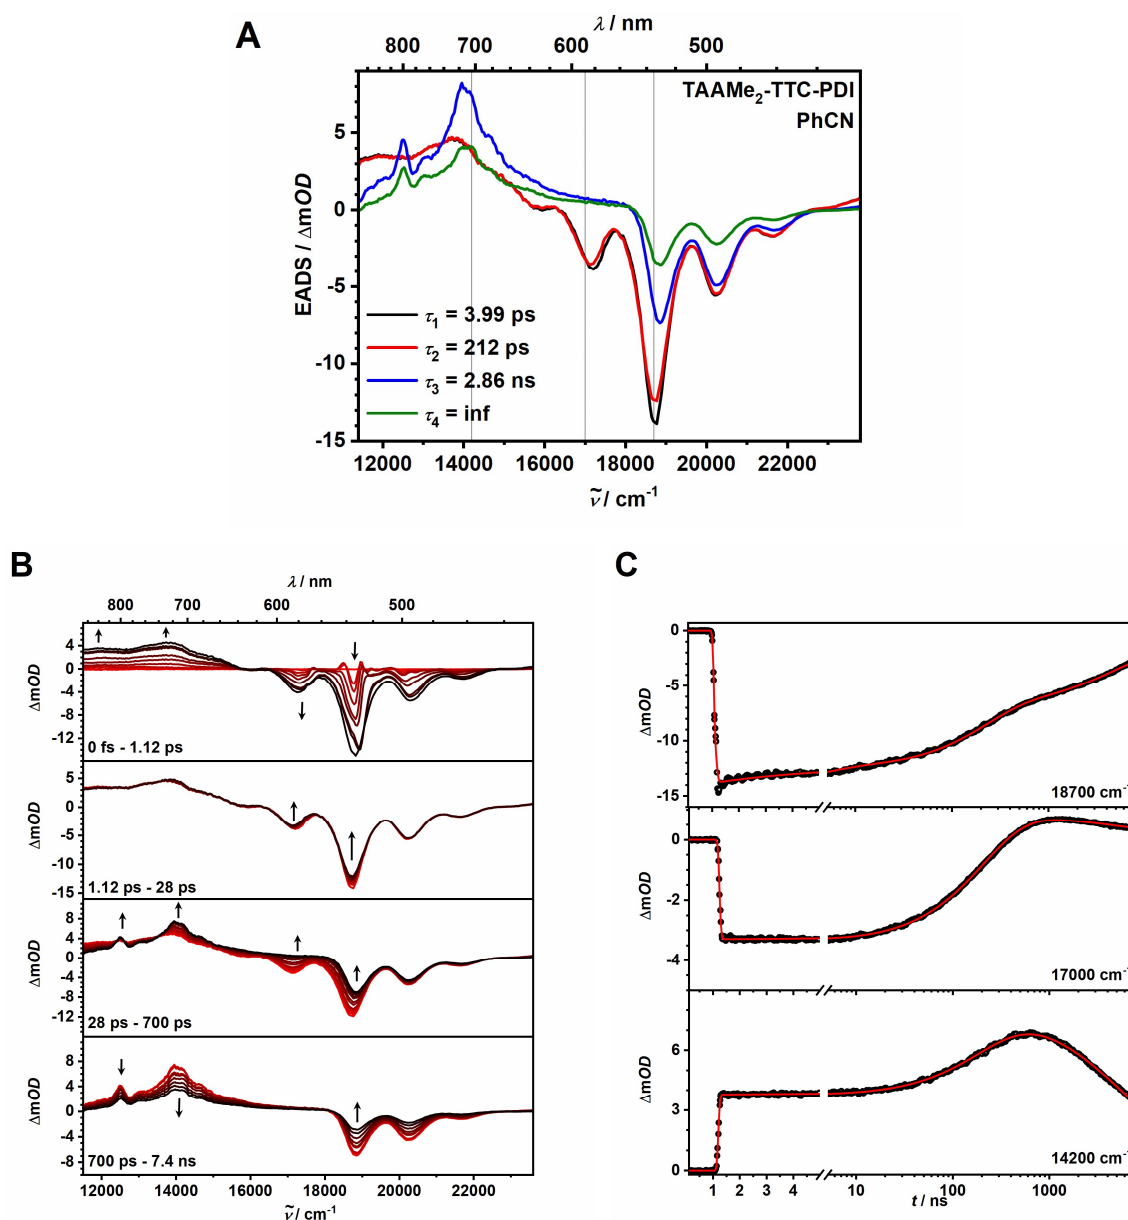 A
λ / nm
800 700 600 500
TAAMe2-TTC-PDI
PhCN
EADS / ΔmOD
5
0
-5
-10
-15
τ1 = 3.99 ps
τ2 = 212 ps
τ3 = 2.86 ns
τ4 = inf
12000 14000 16000 18000 20000 22000
ν̃ / cm-1
B
λ / nm
800 700 600 500
ΔmOD
4
0
-4
-8
-12
0 fs - 1.12 ps
ΔmOD
5
0
-5
-10
-15
1.12 ps - 28 ps
ΔmOD
8
4
0
-4
-8
-12
28 ps - 700 ps
ΔmOD
8
4
0
-4
-8
700 ps - 7.4 ns
12000 14000 16000 18000 20000 22000
ν̃ / cm-1
C
ΔmOD
0
-5
-10
-15
18700 cm-1
ΔmOD
0
-2
-4
17000 cm-1
ΔmOD
6
3
0
14200 cm-1
1 2 3 4 10 100 1000
t / ns